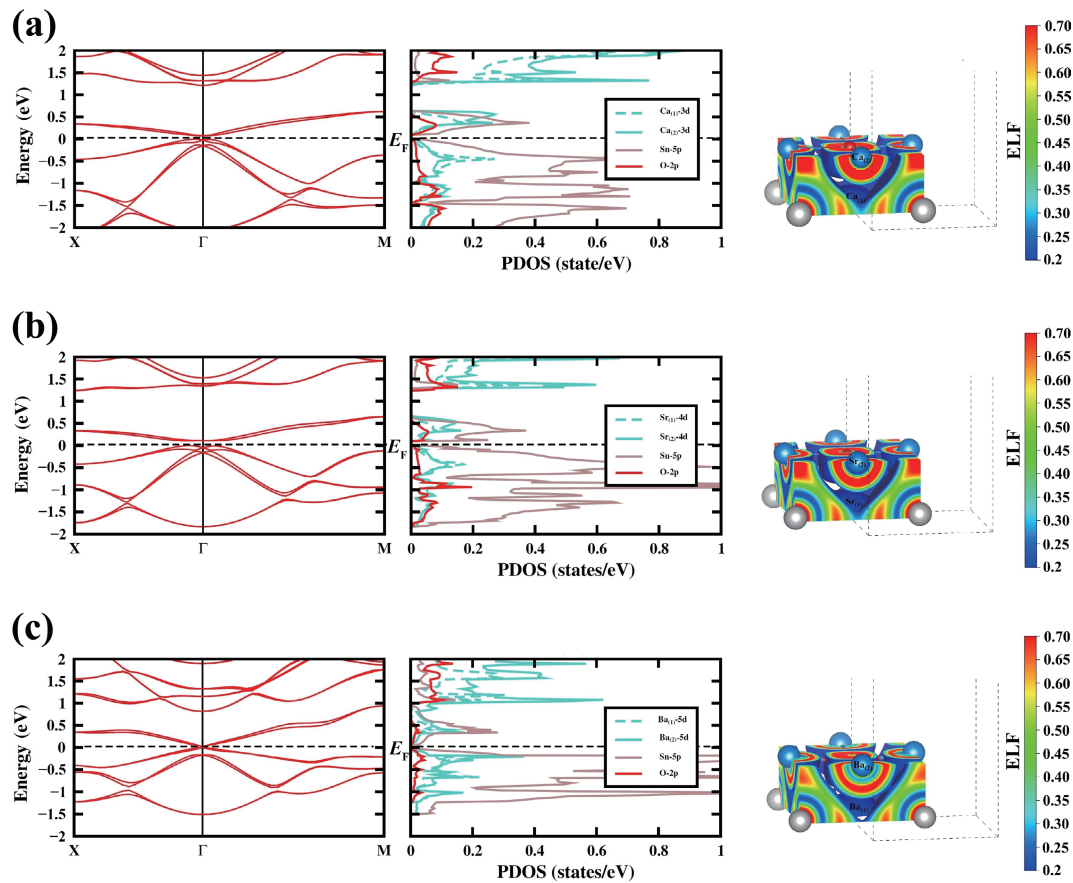 (a)
Energy (eV)
2
1.5
1
0.5
0
−0.5
−1
−1.5
−2
X
Γ
M
E_F
Ca(1)-3d
Ca(2)-3d
Sn-5p
O-2p
0
0.2
0.4
0.6
0.8
1
PDOS (state/eV)
Ca(2)
Ca(1)
ELF
0.70
0.65
0.60
0.55
0.50
0.45
0.40
0.35
0.30
0.25
0.2
(b)
Energy (eV)
2
1.5
1
0.5
0
−0.5
−1
−1.5
−2
X
Γ
M
E_F
Sr(1)-4d
Sr(2)-4d
Sn-5p
O-2p
0
0.2
0.4
0.6
0.8
1
PDOS (states/eV)
Sr(2)
Sr(1)
ELF
0.70
0.65
0.60
0.55
0.50
0.45
0.40
0.35
0.30
0.25
0.2
(c)
Energy (eV)
2
1.5
1
0.5
0
−0.5
−1
−1.5
−2
X
Γ
M
E_F
Ba(1)-5d
Ba(2)-5d
Sn-5p
O-2p
0
0.2
0.4
0.6
0.8
1
PDOS (states/eV)
Ba(2)
Ba(1)
ELF
0.70
0.65
0.60
0.55
0.50
0.45
0.40
0.35
0.30
0.25
0.2